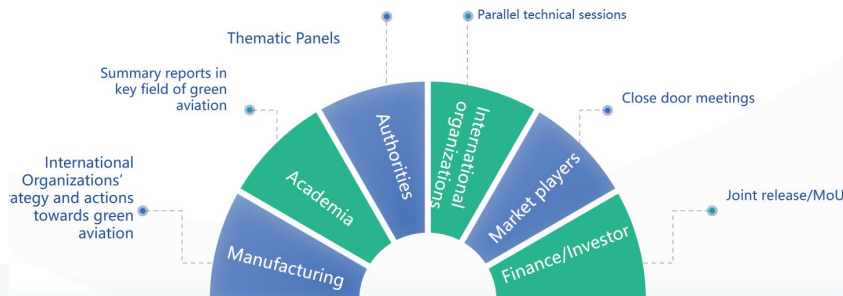 Parallel technical sessions
Thematic Panels
Summary reports in
key field of green
aviation
Close door meetings
International
Organizations'
rategy and actions
towards green
aviation
Joint release/MoU
Manufacturing
Academia
Authorities
International
organizations
Market players
Finance/Investor